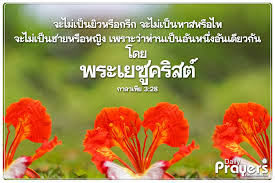 จะไม่เป็นยิวหรือกรีก จะไม่เป็นทาสหรือไท
จะไม่เป็นชายหรือหญิง เพราะว่าท่านเป็นอันหนึ่งอันเดียวกัน
โดย
พระเยซูคริสต์
กาลาเทีย 3:28
Daily
Prayers